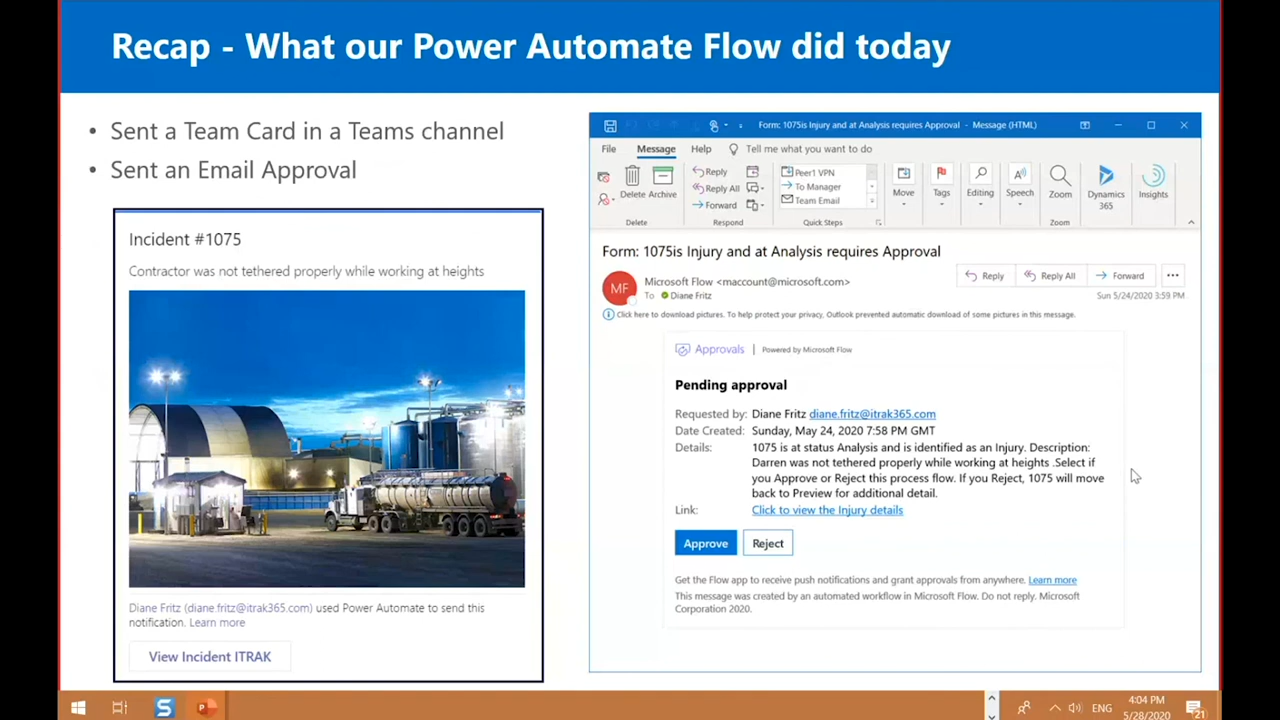 Recap - What our Power Automate Flow did today
• Sent a Team Card in a Teams channel
• Sent an Email Approval
Incident #1075
Contractor was not tethered properly while working at heights
Diane Fritz (diane.fritz@itrak365.com) used Power Automate to send this
notification. Learn more
View Incident ITRAK
Form: 1075is Injury and at Analysis requires Approval - Message (HTML)
File Message Help Tell me what you want to do
Delete Archive
Delete
Reply
Reply All
Forward
Respond
Peer1 VPN
To Manager
Team Email
Quick Steps
Move
Tags
Editing
Speech
Zoom
Zoom
Dynamics
365
Insights
Form: 1075is Injury and at Analysis requires Approval
MF
Microsoft Flow <maccount@microsoft.com>
To Diane Fritz
Reply Reply All Forward
Sun 5/24/2020 3:59 PM
Click here to download pictures. To help protect your privacy, Outlook prevented automatic download of some pictures in this message.
Approvals | Powered by Microsoft Flow
Pending approval
Requested by: Diane Fritz diane.fritz@itrak365.com
Date Created: Sunday, May 24, 2020 7:58 PM GMT
Details: 1075 is at status Analysis and is identified as an Injury. Description:
Darren was not tethered properly while working at heights .Select if
you Approve or Reject this process flow. If you Reject, 1075 will move
back to Preview for additional detail.
Link: Click to view the Injury details
Approve Reject
Get the Flow app to receive push notifications and grant approvals from anywhere. Learn more
This message was created by an automated workflow in Microsoft Flow. Do not reply. Microsoft
Corporation 2020.
ENG
4:04 PM
5/28/2020
21